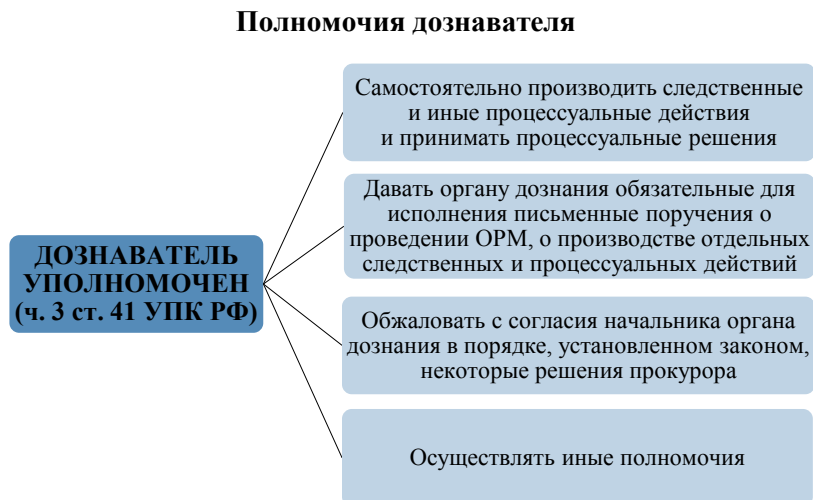 Полномочия дознавателя
Самостоятельно производить следственные
и иные процессуальные действия
и принимать процессуальные решения
Давать органу дознания обязательные для
исполнения письменные поручения о
проведении ОРМ, о производстве отдельных
следственных и процессуальных действий
ДОЗНАВАТЕЛЬ
УПОЛНОМОЧЕН
(ч. 3 ст. 41 УПК РФ)
Обжаловать с согласия начальника органа
дознания в порядке, установленном законом,
некоторые решения прокурора
Осуществлять иные полномочия